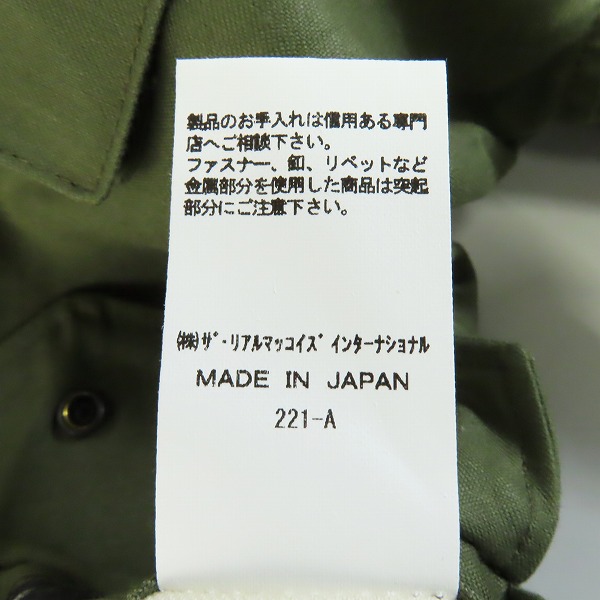 製品のお手入れは信用ある専門
店へご相談下さい。
ファスナー、釦、リベットなど
金属部分を使用した商品は突起
部分にご注意下さい。
㈱ザ・リアルマッコイズ インターナショナル
MADE IN JAPAN
221-A